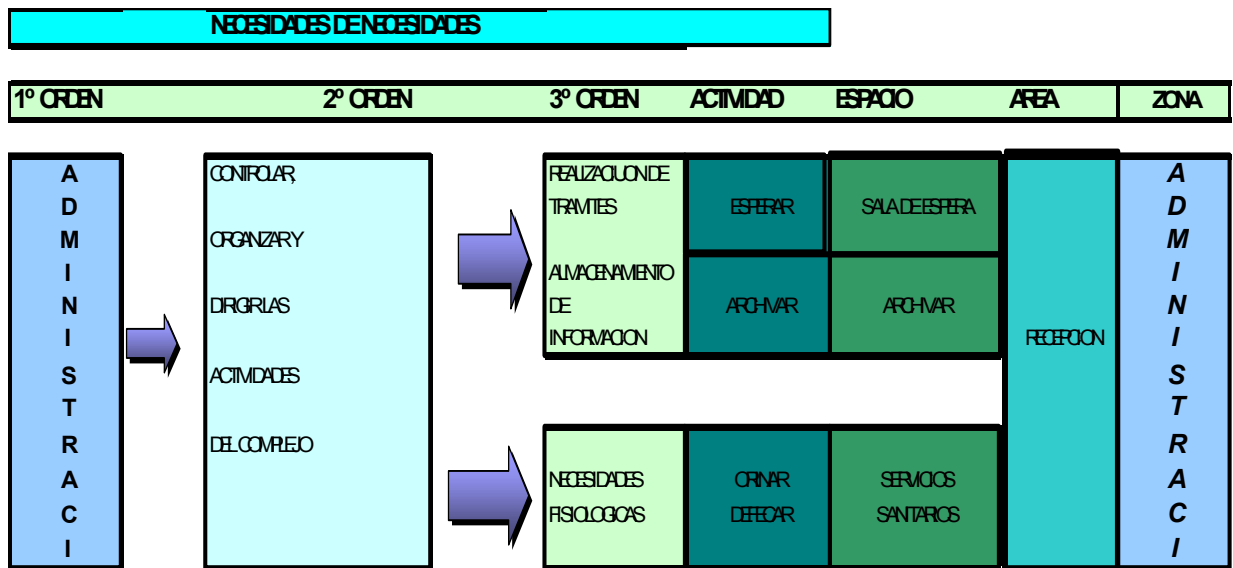 NECESIDADES DE NECESIDADES
1º ORDEN 2º ORDEN 3º ORDEN ACTIVIDAD ESPACIO AREA ZONA
A
D
M
I
N
I
S
T
R
A
C
I
CONTROLAR,
ORGANIZAR Y
DIRIGIR LAS
ACTIVIDADES
DEL COMPLEJO
REALIZACIUON DE
TRAMITES
ESPERAR
SALA DE ESPERA
ALMACENAMIENTO
DE
INFORMACION
ARCHIVAR
ARCHIVAR
NECESIDADES
FISIOLOGICAS
ORINAR
DEFECAR
SERVICIOS
SANITARIOS
RECEPCION
A
D
M
I
N
I
S
T
R
A
C
I